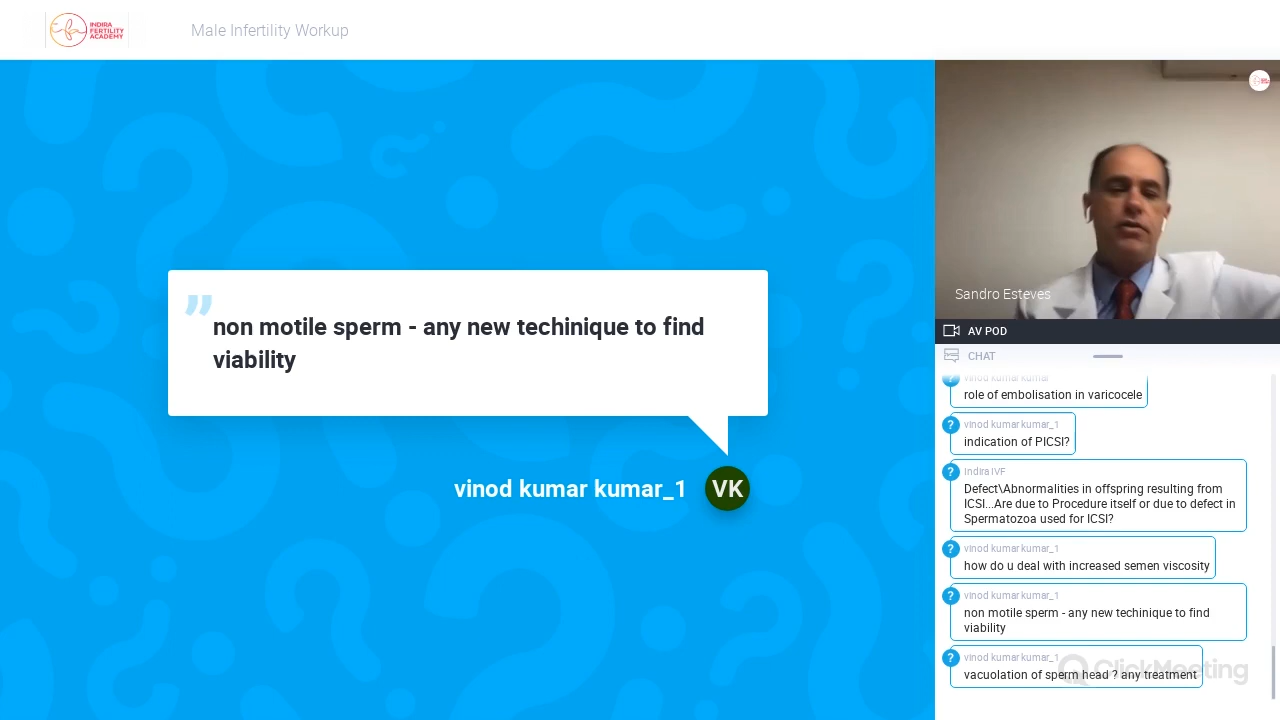 INDIRA
FERTILITY
ACADEMY
Male Infertility Workup
non motile sperm - any new techinique to find
viability
vinod kumar kumar_1
VK
Sandro Esteves
AV POD
CHAT
vinod kumar kumar
role of embolisation in varicocele
?
vinod kumar kumar_1
indication of PICSI?
?
Indira IVF
Defect\Abnormalities in offspring resulting from
ICSI...Are due to Procedure itself or due to defect in
Spermatozoa used for ICSI?
?
vinod kumar kumar_1
how do u deal with increased semen viscosity
?
vinod kumar kumar_1
non motile sperm - any new techinique to find
viability
?
vinod kumar kumar_1
vacuolation of sperm head ? any treatment
ClickMeeting